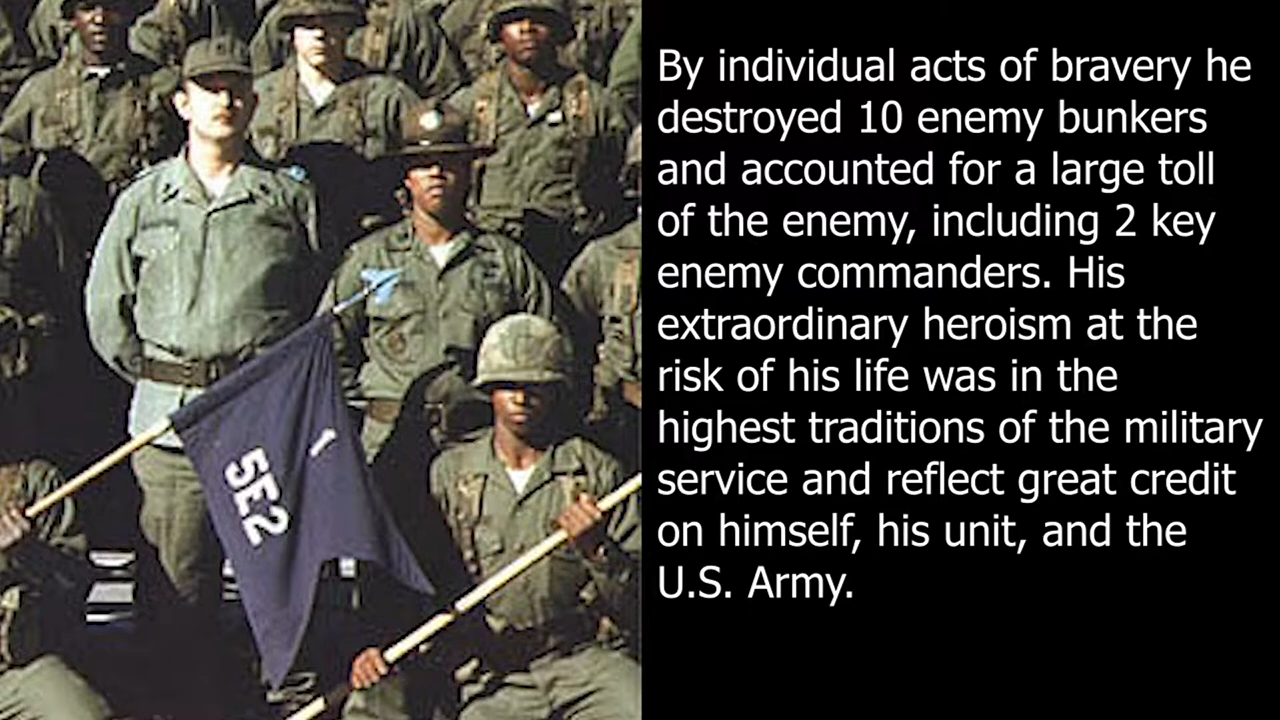 By individual acts of bravery he
destroyed 10 enemy bunkers
and accounted for a large toll
of the enemy, including 2 key
enemy commanders. His
extraordinary heroism at the
risk of his life was in the
highest traditions of the military
service and reflect great credit
on himself, his unit, and the
U.S. Army.
1
5E2